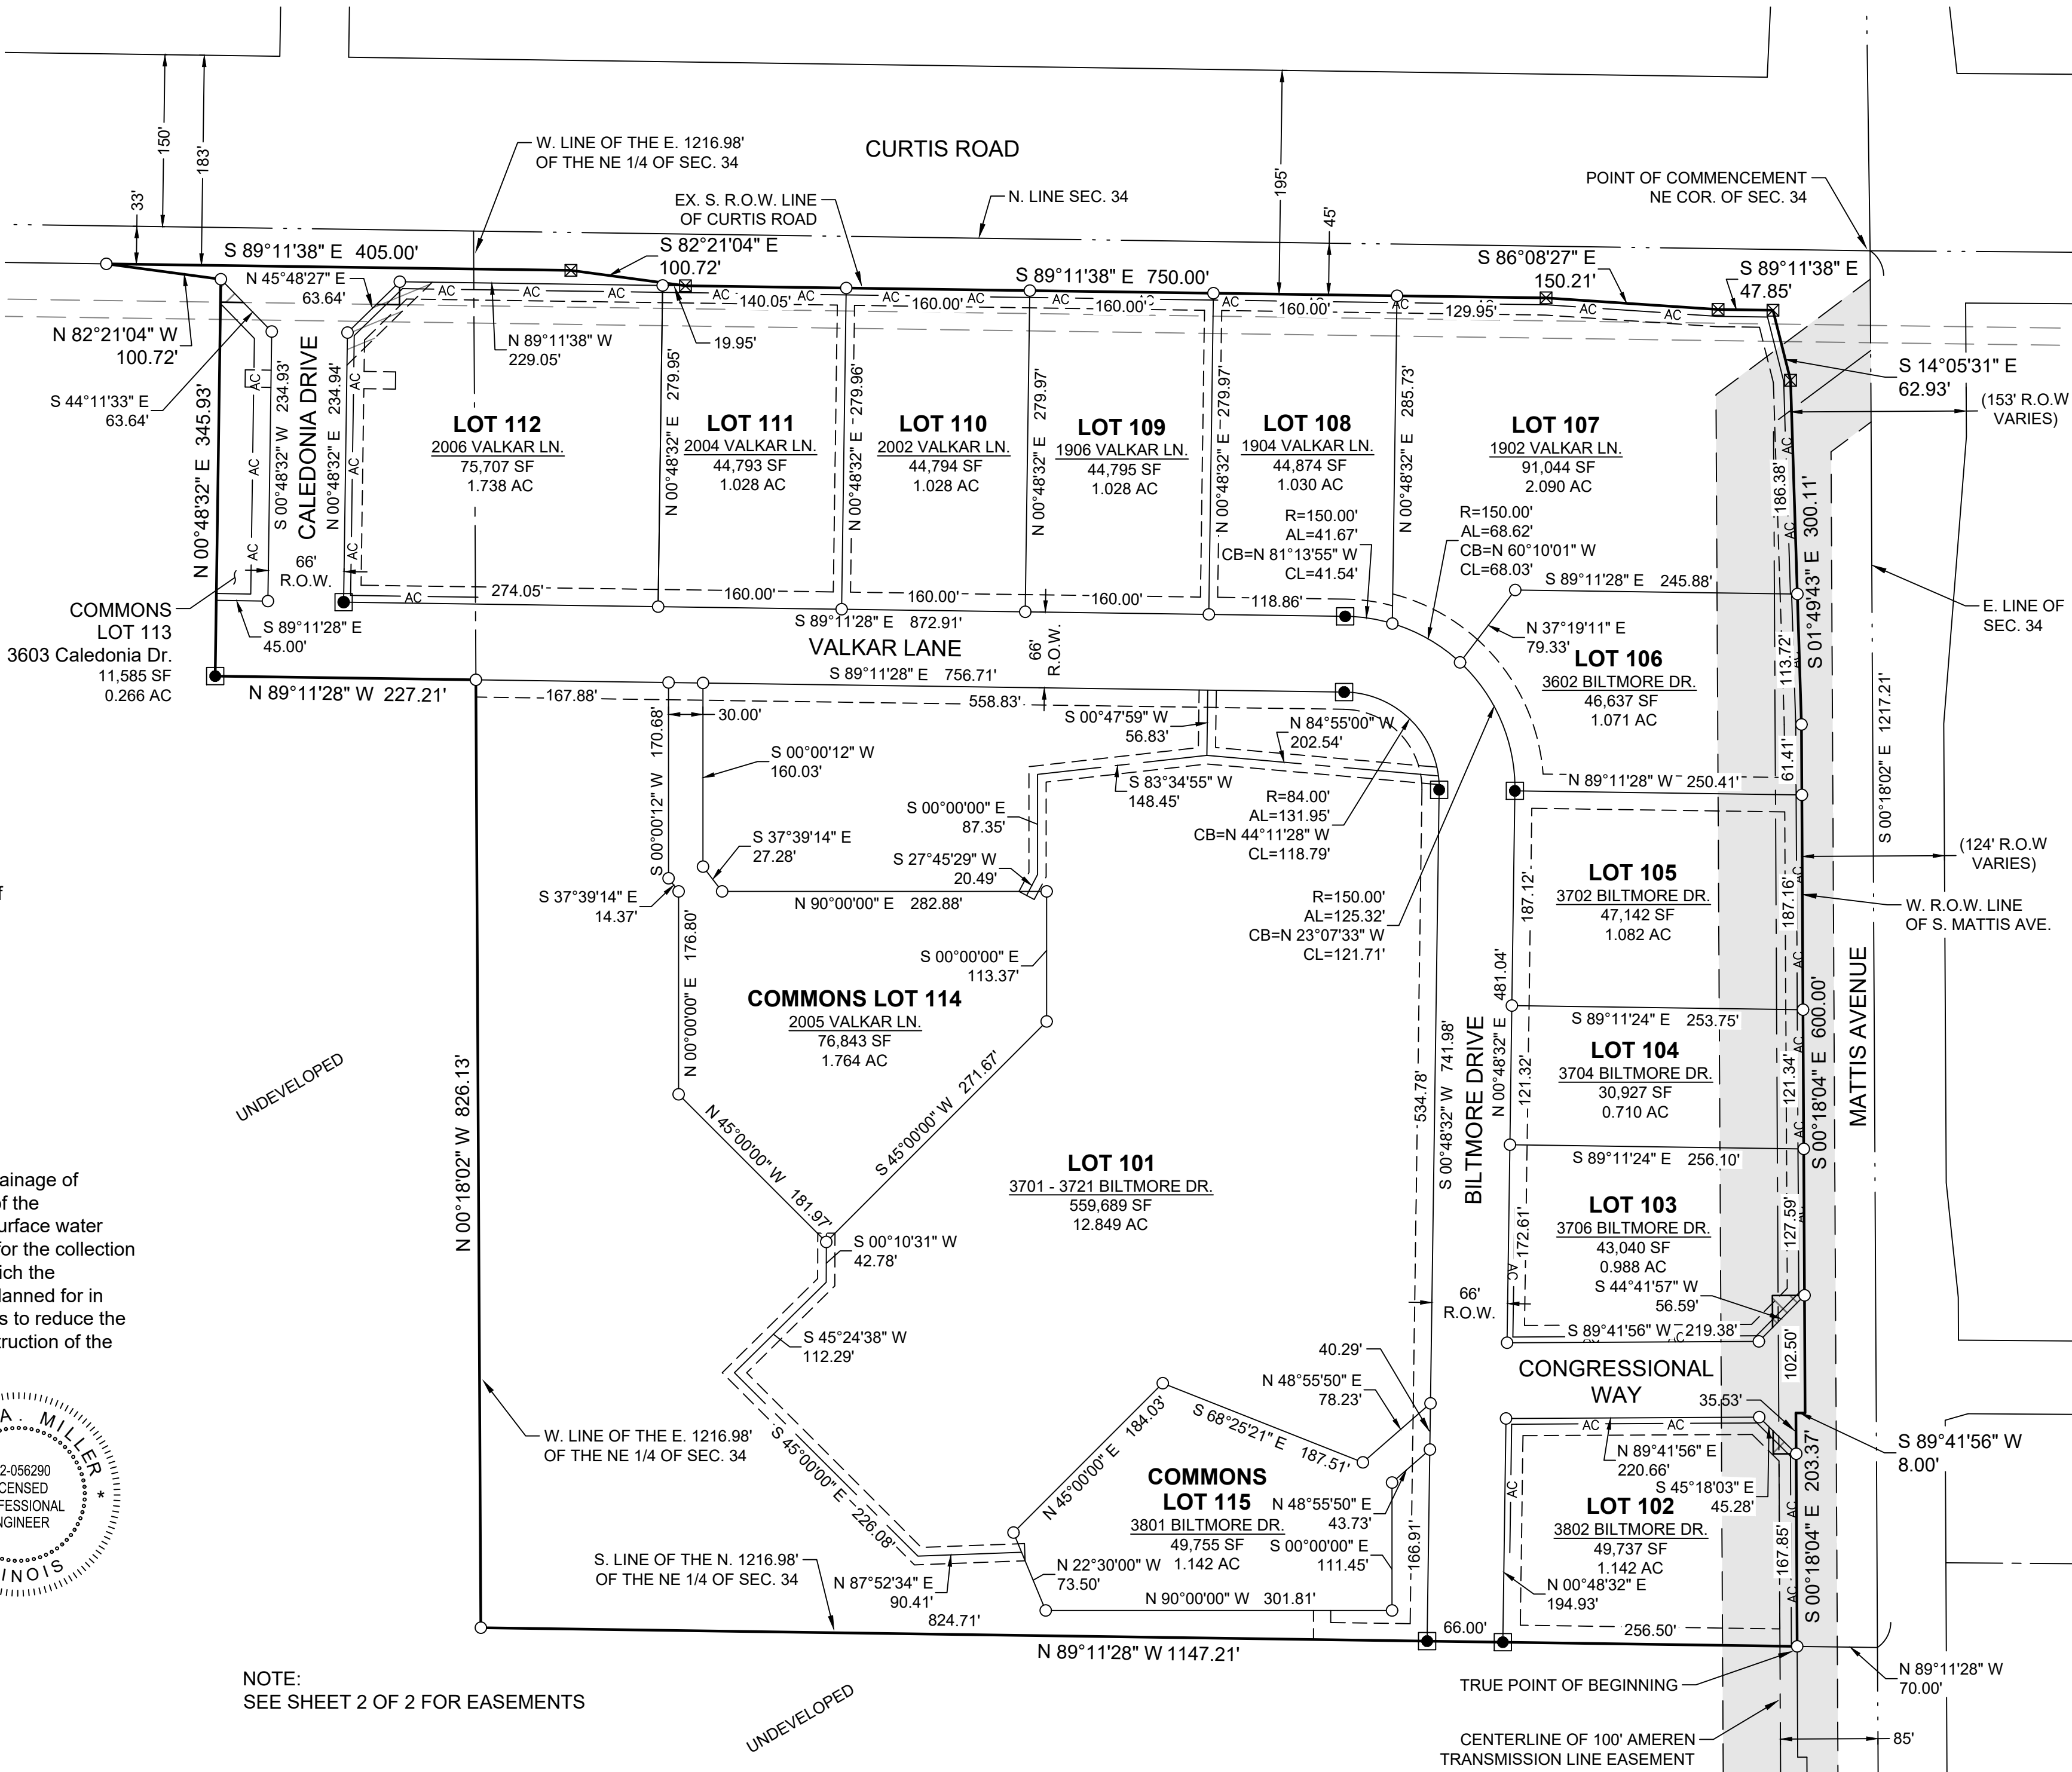 CURTIS ROAD
150'
183'
33'
195'
45'
W. LINE OF THE E. 1216.98'
OF THE NE 1/4 OF SEC. 34
EX. S. R.O.W. LINE
OF CURTIS ROAD
N. LINE SEC. 34
POINT OF COMMENCEMENT
NE COR. OF SEC. 34
S 89°11'38" E 405.00'
S 82°21'04" E
100.72'
S 89°11'38" E 750.00'
S 86°08'27" E
150.21'
S 89°11'38" E
47.85'
N 45°48'27" E
63.64'
N 82°21'04" W
100.72'
S 44°11'33" E
63.64'
N 89°11'38" W
229.05'
19.95'
140.05'
160.00'
160.00'
160.00'
129.95'
S 14°05'31" E
62.93'
(153' R.O.W
VARIES)
N 00°48'32" E 345.93'
S 00°48'32" W 234.93'
CALEDONIA DRIVE
N 00°48'32" E 234.94'
66'
R.O.W.
LOT 112
2006 VALKAR LN.
75,707 SF
1.738 AC
N 00°48'32" E 279.95'
LOT 111
2004 VALKAR LN.
44,793 SF
1.028 AC
N 00°48'32" E 279.96'
LOT 110
2002 VALKAR LN.
44,794 SF
1.028 AC
N 00°48'32" E 279.97'
LOT 109
1906 VALKAR LN.
44,795 SF
1.028 AC
N 00°48'32" E 279.97'
LOT 108
1904 VALKAR LN.
44,874 SF
1.030 AC
N 00°48'32" E 285.73'
LOT 107
1902 VALKAR LN.
91,044 SF
2.090 AC
186.38'
S 01°49'43" E 300.11'
R=150.00'
AL=41.67'
CB=N 81°13'55" W
CL=41.54'
R=150.00'
AL=68.62'
CB=N 60°10'01" W
CL=68.03'
S 89°11'28" E 245.88'
N 37°19'11" E
79.33'
COMMONS
LOT 113
3603 Caledonia Dr.
11,585 SF
0.266 AC
S 89°11'28" E
45.00'
274.05'
160.00'
160.00'
160.00'
118.86'
S 89°11'28" E 872.91'
VALKAR LANE
66'
R.O.W.
S 89°11'28" E 756.71'
N 89°11'28" W 227.21'
167.88'
558.83'
E. LINE OF
SEC. 34
S 00°18'02" E 1217.21'
LOT 106
3602 BILTMORE DR.
46,637 SF
1.071 AC
113.72'
61.41'
N 89°11'28" W 250.41'
S 00°00'12" W 170.68'
30.00'
S 00°00'12" W
160.03'
S 00°47'59" W
56.83'
N 84°55'00" W
202.54'
S 83°34'55" W
148.45'
S 00°00'00" E
87.35'
S 27°45'29" W
20.49'
S 37°39'14" E
27.28'
S 37°39'14" E
14.37'
N 90°00'00" E 282.88'
R=84.00'
AL=131.95'
CB=N 44°11'28" W
CL=118.79'
R=150.00'
AL=125.32'
CB=N 23°07'33" W
CL=121.71'
S 00°00'00" E
113.37'
N 00°00'00" E 176.80'
COMMONS LOT 114
2005 VALKAR LN.
76,843 SF
1.764 AC
N 45°00'00" W 181.97'
S 45°00'00" W 271.67'
LOT 105
3702 BILTMORE DR.
47,142 SF
1.082 AC
187.12'
187.16'
(124' R.O.W
VARIES)
W. R.O.W. LINE
OF S. MATTIS AVE.
MATTIS AVENUE
S 00°18'04" E 600.00'
S 89°11'24" E 253.75'
LOT 104
3704 BILTMORE DR.
30,927 SF
0.710 AC
121.32'
121.34'
S 89°11'24" E 256.10'
LOT 103
3706 BILTMORE DR.
43,040 SF
0.988 AC
172.61'
127.59'
S 44°41'57" W
56.59'
S 89°41'56" W 219.38'
BILTMORE DRIVE
534.78'
S 00°48'32" W 741.98'
N 00°48'32" E 481.04'
66'
R.O.W.
LOT 101
3701 - 3721 BILTMORE DR.
559,689 SF
12.849 AC
UNDEVELOPED
N 00°18'02" W 826.13'
S 00°10'31" W
42.78'
S 45°24'38" W
112.29'
S 45°00'00" E 226.08'
W. LINE OF THE E. 1216.98'
OF THE NE 1/4 OF SEC. 34
S. LINE OF THE N. 1216.98'
OF THE NE 1/4 OF SEC. 34
N 87°52'34" E
90.41'
824.71'
CONGRESSIONAL
WAY
102.50'
35.53'
40.29'
N 48°55'50" E
78.23'
N 45°00'00" E 184.03'
S 68°25'21" E 187.51'
COMMONS
LOT 115
3801 BILTMORE DR.
49,755 SF
1.142 AC
N 48°55'50" E
43.73'
S 00°00'00" E
111.45'
N 22°30'00" W
73.50'
N 90°00'00" W 301.81'
166.91'
N 89°41'56" E
220.66'
S 45°18'03" E
45.28'
LOT 102
3802 BILTMORE DR.
49,737 SF
1.142 AC
N 00°48'32" E
194.93'
167.85'
S 00°18'04" E 203.37'
S 89°41'56" W
8.00'
66.00'
256.50'
N 89°11'28" W 1147.21'
N 89°11'28" W
70.00'
TRUE POINT OF BEGINNING
CENTERLINE OF 100' AMEREN
TRANSMISSION LINE EASEMENT
85'
UNDEVELOPED
NOTE:
SEE SHEET 2 OF 2 FOR EASEMENTS
f
ainage of
of the
urface water
for the collection
ich the
lanned for in
s to reduce the
truction of the
A. MILLER *
2-056290
CENSED
FESSIONAL
NGINEER
INOIS